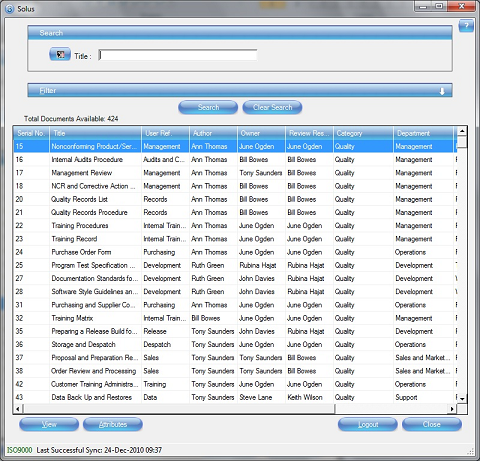 Solus
?
Search
Title :
Filter
Search Clear Search
Total Documents Available: 424
Serial No. Title User Ref. Author Owner Review Res... Category Department
15 Nonconforming Product/Ser... Management Ann Thomas June Ogden June Ogden Quality Management
16 Internal Audits Procedure Audits and C... Ann Thomas Bill Bowes Bill Bowes Quality Management
17 Management Review Management Ann Thomas Tony Saunders Bill Bowes Quality Management
18 NCR and Corrective Action ... Management Ann Thomas Bill Bowes Bill Bowes Quality Management
20 Quality Records List Records Ann Thomas Bill Bowes Bill Bowes Quality Management
21 Quality Records Procedure Records Ann Thomas Bill Bowes Bill Bowes Quality Management
22 Training Procedures Internal Train... Ann Thomas June Ogden June Ogden Quality Management
23 Training Record Internal Train... Ann Thomas June Ogden June Ogden Quality Management
24 Purchase Order Form Purchasing Ann Thomas June Ogden June Ogden Quality Operations
25 Program Test Specification ... Development Ruth Green Rubina Hajat Rubina Hajat Quality Development
27 Documentation Standards fo... Development Ruth Green John Davies Rubina Hajat Quality Development
28 Software Style Guidelines an... Development Ruth Green John Davies Rubina Hajat Quality Development
31 Purchasing and Supplier Co... Purchasing Ann Thomas June Ogden June Ogden Quality Operations
32 Training Matrix Internal Train... Bill Bowes June Ogden June Ogden Quality Management
35 Preparing a Release Build fo... Release Tony Saunders John Davies Rubina Hajat Quality Development
36 Storage and Despatch Despatch Tony Saunders June Ogden June Ogden Quality Operations
37 Proposal and Preparation Re... Sales Tony Saunders Tony Saunders Bill Bowes Quality Sales and Market...
38 Order Review and Processing Sales Tony Saunders Tony Saunders Bill Bowes Quality Sales and Market...
42 Customer Training Administra... Training Tony Saunders June Ogden June Ogden Quality Operations
43 Data Back Up and Restores Data Tony Saunders Steve Lane Keith Wilson Quality Support
View Attributes Logout Close
ISO9000 Last Successful Sync: 24-Dec-2010 09:37